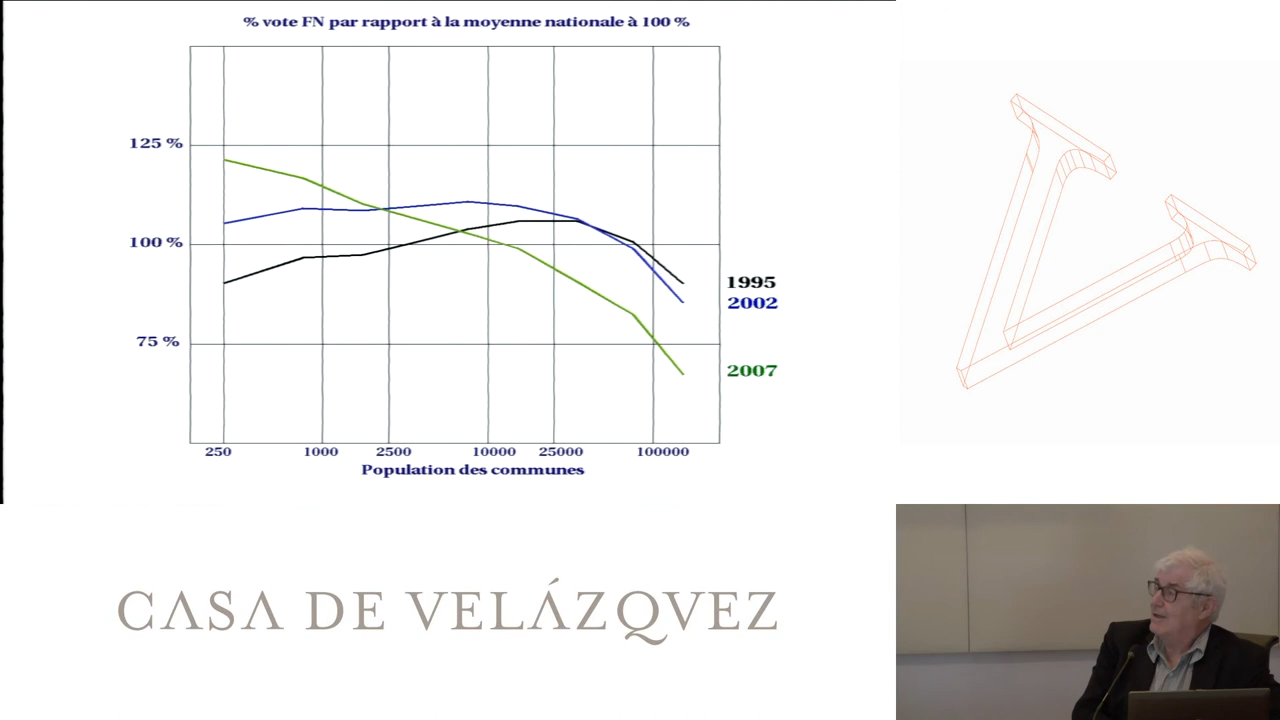 % vote FN par rapport à la moyenne nationale à 100 %
125 %
100 %
75 %
1995
2002
2007
250 1000 2500 10000 25000 100000
Population des communes
CASA DE VELÁZQVEZ